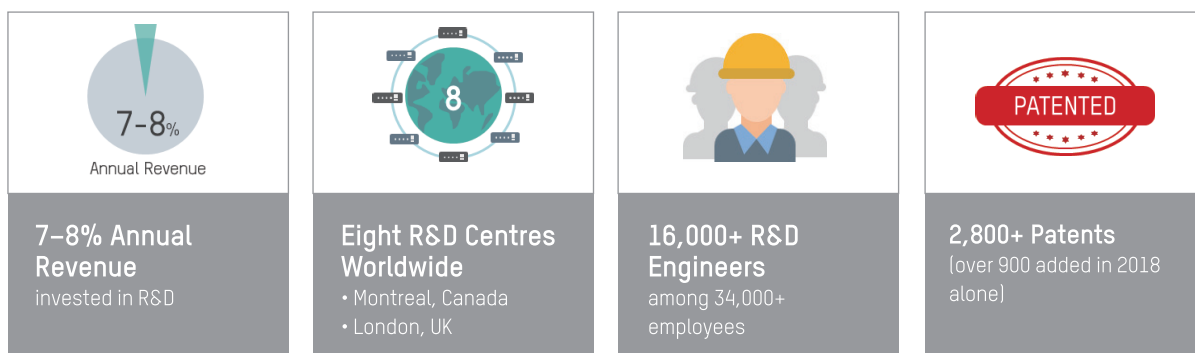 7-8%
Annual Revenue
7–8% Annual
Revenue
invested in R&D
8
Eight R&D Centres
Worldwide
• Montreal, Canada
• London, UK
16,000+ R&D
Engineers
among 34,000+
employees
PATENTED
2,800+ Patents
(over 900 added in 2018
alone)